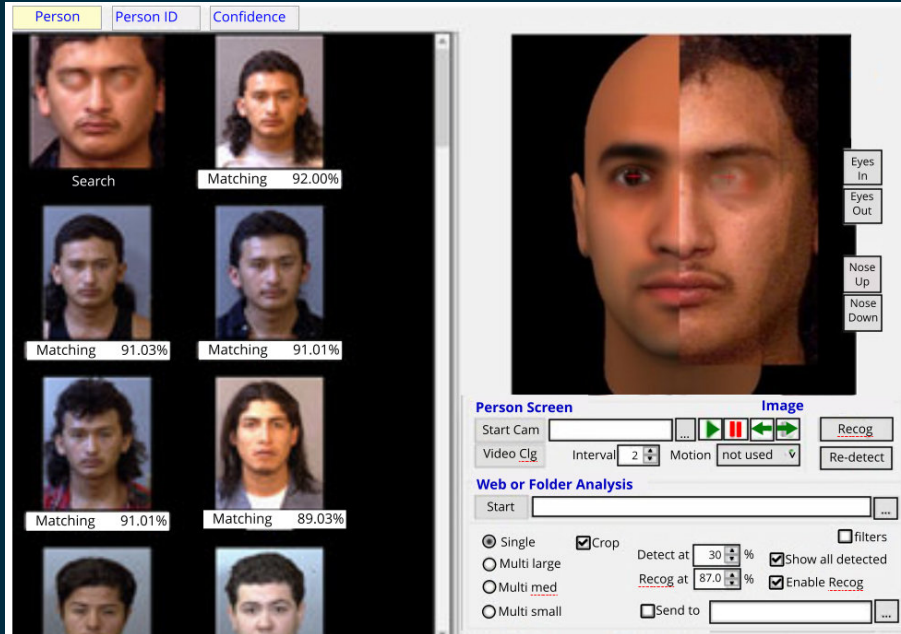 Person Person ID Confidence
Search
Matching 92.00%
Matching 91.03%
Matching 91.01%
Matching 91.01%
Matching 89.03%
Eyes
In
Eyes
Out
Nose
Up
Nose
Down
Person Screen Image
Start Cam ... Recog
Video Clg Interval 2 Motion not used Re-detect
Web or Folder Analysis
Start ...
Single Crop filters
Multi large Detect at 30 % Show all detected
Multi med Recog at 87.0 % Enable Recog
Multi small Send to ...